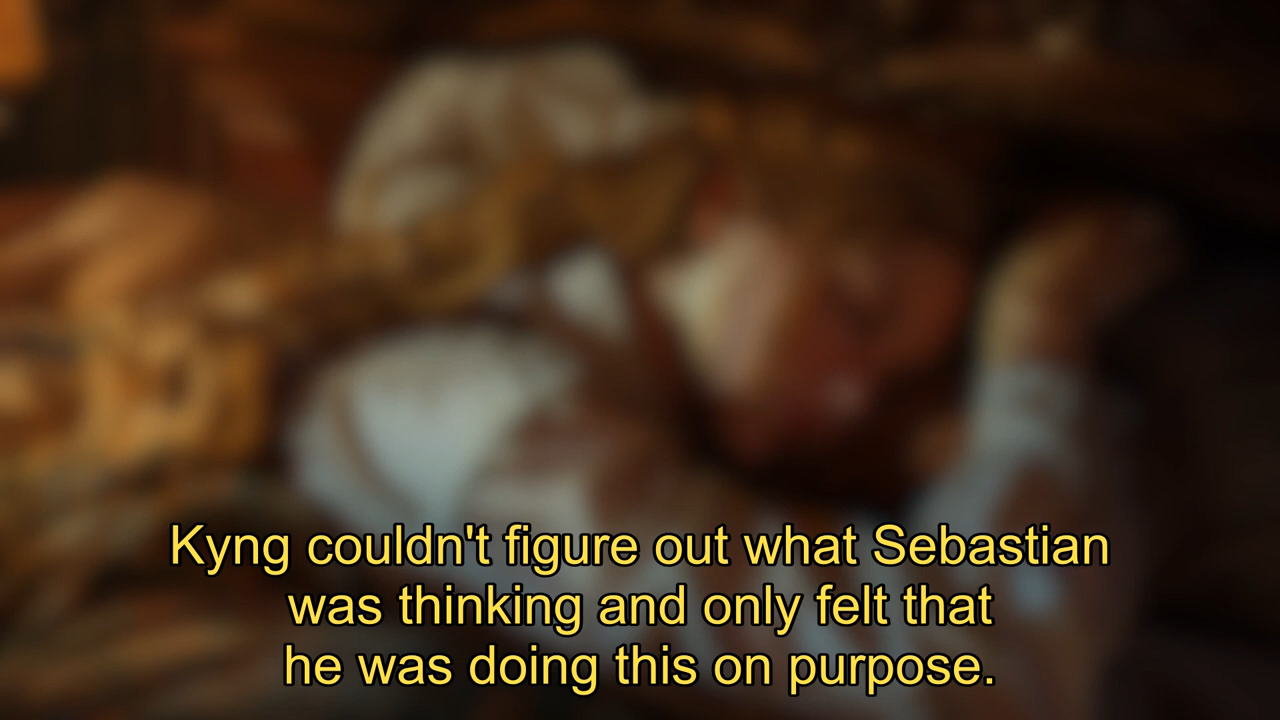 Kyng couldn't figure out what Sebastian
was thinking and only felt that
he was doing this on purpose.